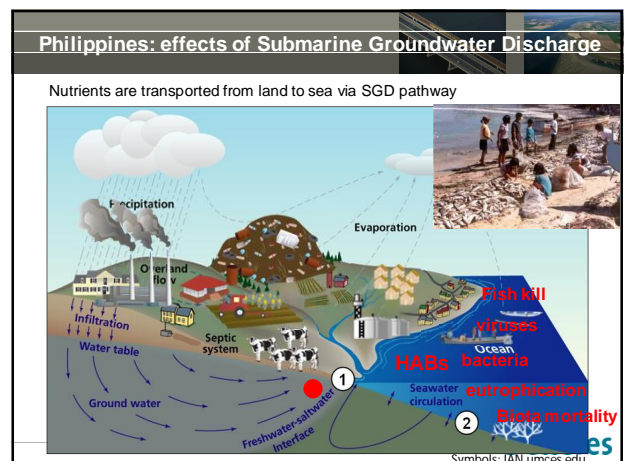 Philippines: effects of Submarine Groundwater Discharge
Nutrients are transported from land to sea via SGD pathway
Precipitation
Evaporation
Overland
flow
Fish kill
Infiltration
viruses
Septic
system
Ocean
Water table
HABs bacteria
1
Seawater
circulation
eutrophication
Ground water
Freshwater-saltwater
Interface
2
Biota mortality
es
Symbols: IAN.umces.edu